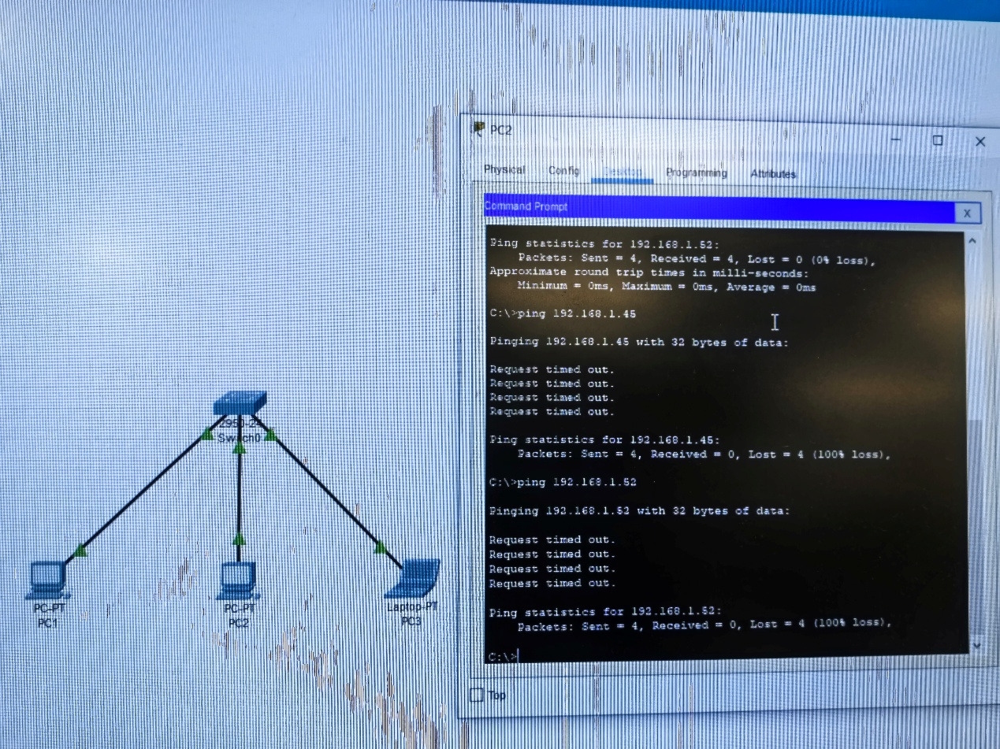 PC2
Physical Config Desktop Programming Attributes
Command Prompt
X
Ping statistics for 192.168.1.52:
Packets: Sent = 4, Received = 4, Lost = 0 (0% loss),
Approximate round trip times in milli-seconds:
Minimum = 0ms, Maximum = 0ms, Average = 0ms
C:\>ping 192.168.1.45
Pinging 192.168.1.45 with 32 bytes of data:
Request timed out.
Request timed out.
Request timed out.
Request timed out.
Ping statistics for 192.168.1.45:
Packets: Sent = 4, Received = 0, Lost = 4 (100% loss),
C:\>ping 192.168.1.52
Pinging 192.168.1.52 with 32 bytes of data:
Request timed out.
Request timed out.
Request timed out.
Request timed out.
Ping statistics for 192.168.1.52:
Packets: Sent = 4, Received = 0, Lost = 4 (100% loss),
C:\>
Top
2950-24
Switch0
PC-PT
PC1
PC-PT
PC2
Laptop-PT
PC3